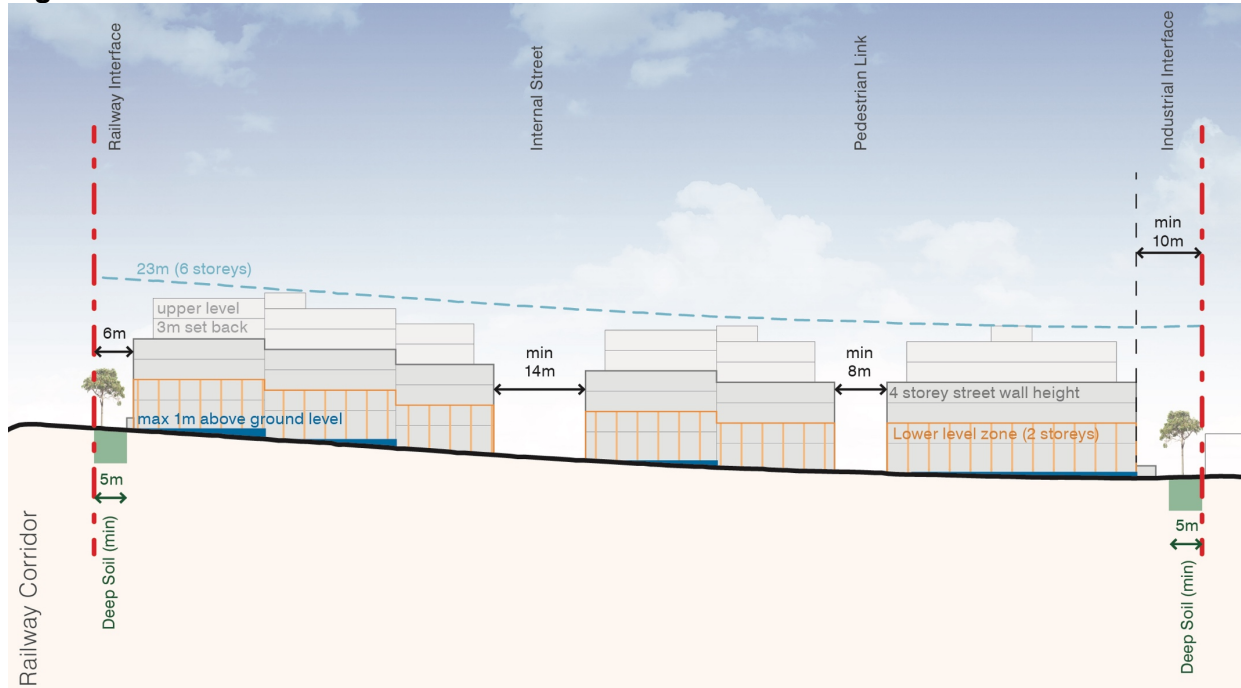 Railway Interface
Internal Street
Pedestrian Link
Industrial Interface
min
10m
23m (6 storeys)
upper level
3m set back
6m
min
14m
min
8m
4 storey street wall height
max 1m above ground level
Lower level zone (2 storeys)
5m
5m
Deep Soil (min)
Deep Soil (min)
Railway Corridor